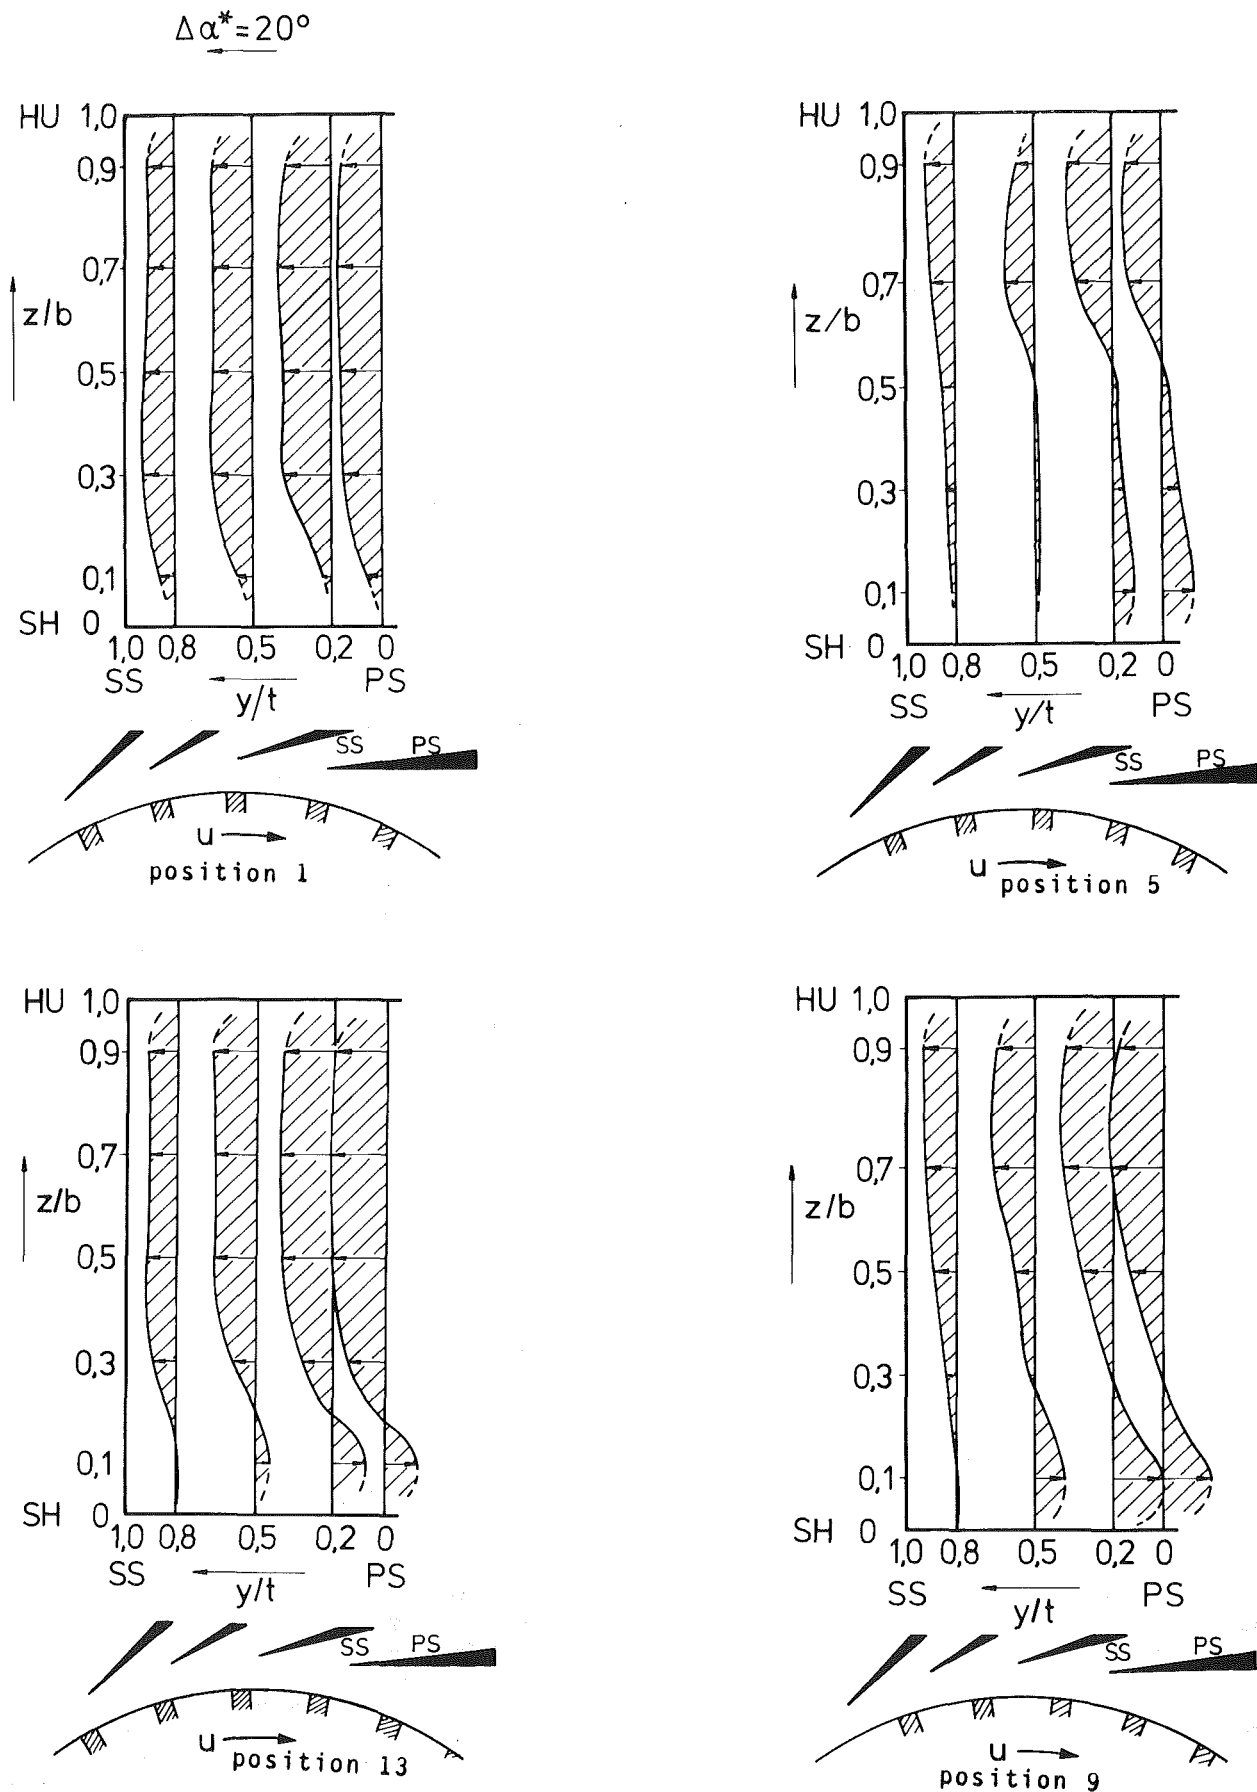 Δα*=20°
HU 1,0
0,9
0,7
z/b
0,5
0,3
0,1
SH 0
1,0 0,8 0,5 0,2 0
SS y/t PS
SS PS
u
position 1
HU 1,0
0,9
0,7
z/b
0,5
0,3
0,1
SH 0
1,0 0,8 0,5 0,2 0
SS y/t PS
SS PS
u
position 5
HU 1,0
0,9
0,7
z/b
0,5
0,3
0,1
SH 0
1,0 0,8 0,5 0,2 0
SS y/t PS
SS PS
u
position 13
HU 1,0
0,9
0,7
z/b
0,5
0,3
0,1
SH 0
1,0 0,8 0,5 0,2 0
SS y/t PS
SS PS
u
position 9